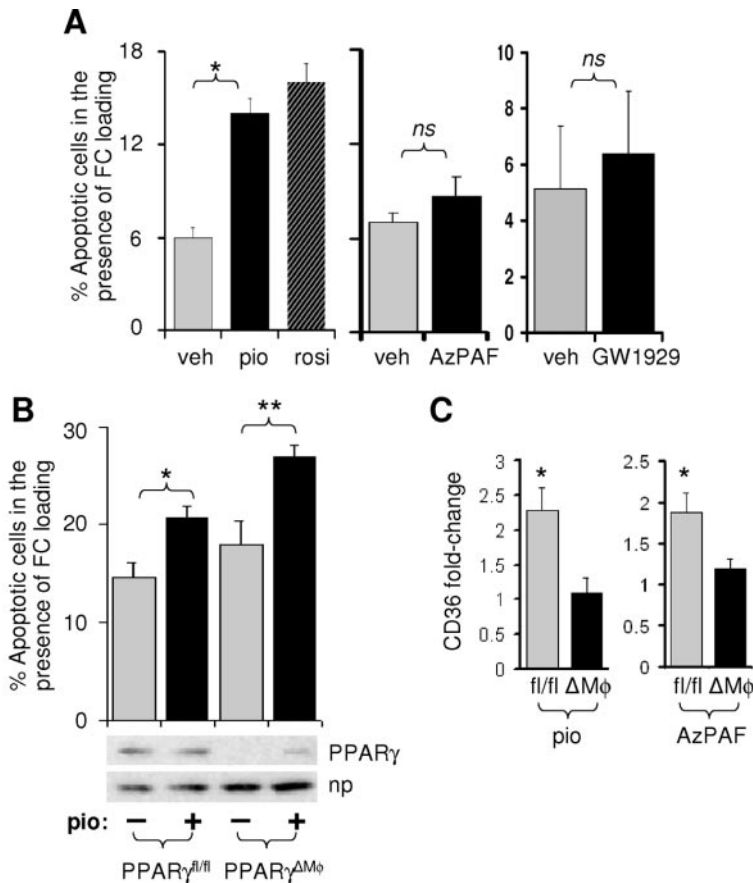 A
% Apoptotic cells in the
presence of FC loading
18
12
6
0
*
veh pio rosi
ns
veh AzPAF
10
8
6
4
2
0
ns
veh GW1929
B
% Apoptotic cells in the
presence of FC loading
30
20
10
0
*
**
PPARγ
np
pio: − + − +
PPARγfl/fl PPARγΔMϕ
C
CD36 fold-change
3
2.5
2
1.5
1
0.5
0
*
fl/fl ΔMϕ
pio
2.5
2
1.5
1
0.5
0
*
fl/fl ΔMϕ
AzPAF